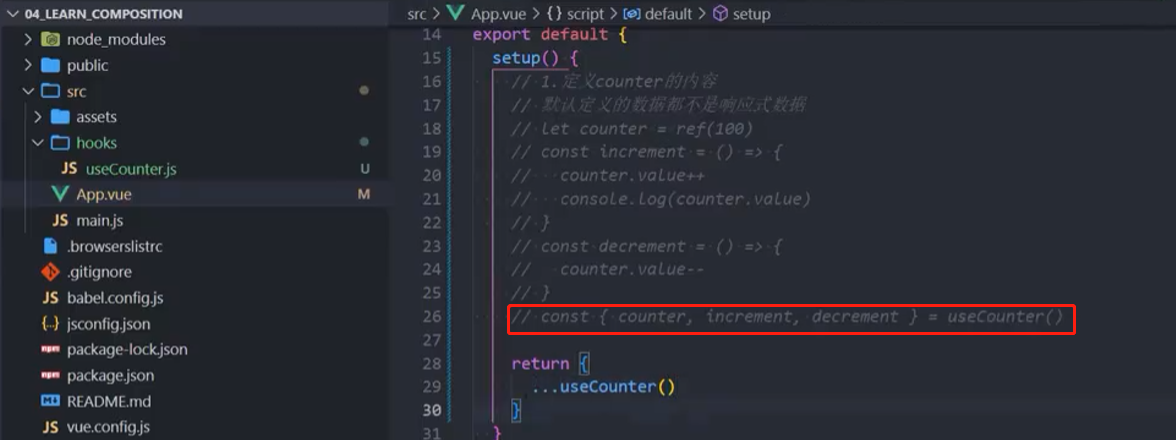 04_LEARN_COMPOSITION
node_modules
public
src
assets
hooks
JS useCounter.js U
App.vue M
JS main.js
.browserslistrc
.gitignore
JS babel.config.js
{..} jsconfig.json
npm package-lock.json
npm package.json
README.md
JS vue.config.js
src > App.vue > {} script > default > setup
14 export default {
15 setup() {
16 // 1.定义counter的内容
17 // 默认定义的数据都不是响应式数据
18 // let counter = ref(100)
19 // const increment = () => {
20 //   counter.value++
21 //   console.log(counter.value)
22 // }
23 // const decrement = () => {
24 //   counter.value--
25 // }
26 // const { counter, increment, decrement } = useCounter()
27
28 return {
29 ...useCounter()
30 }
31 }